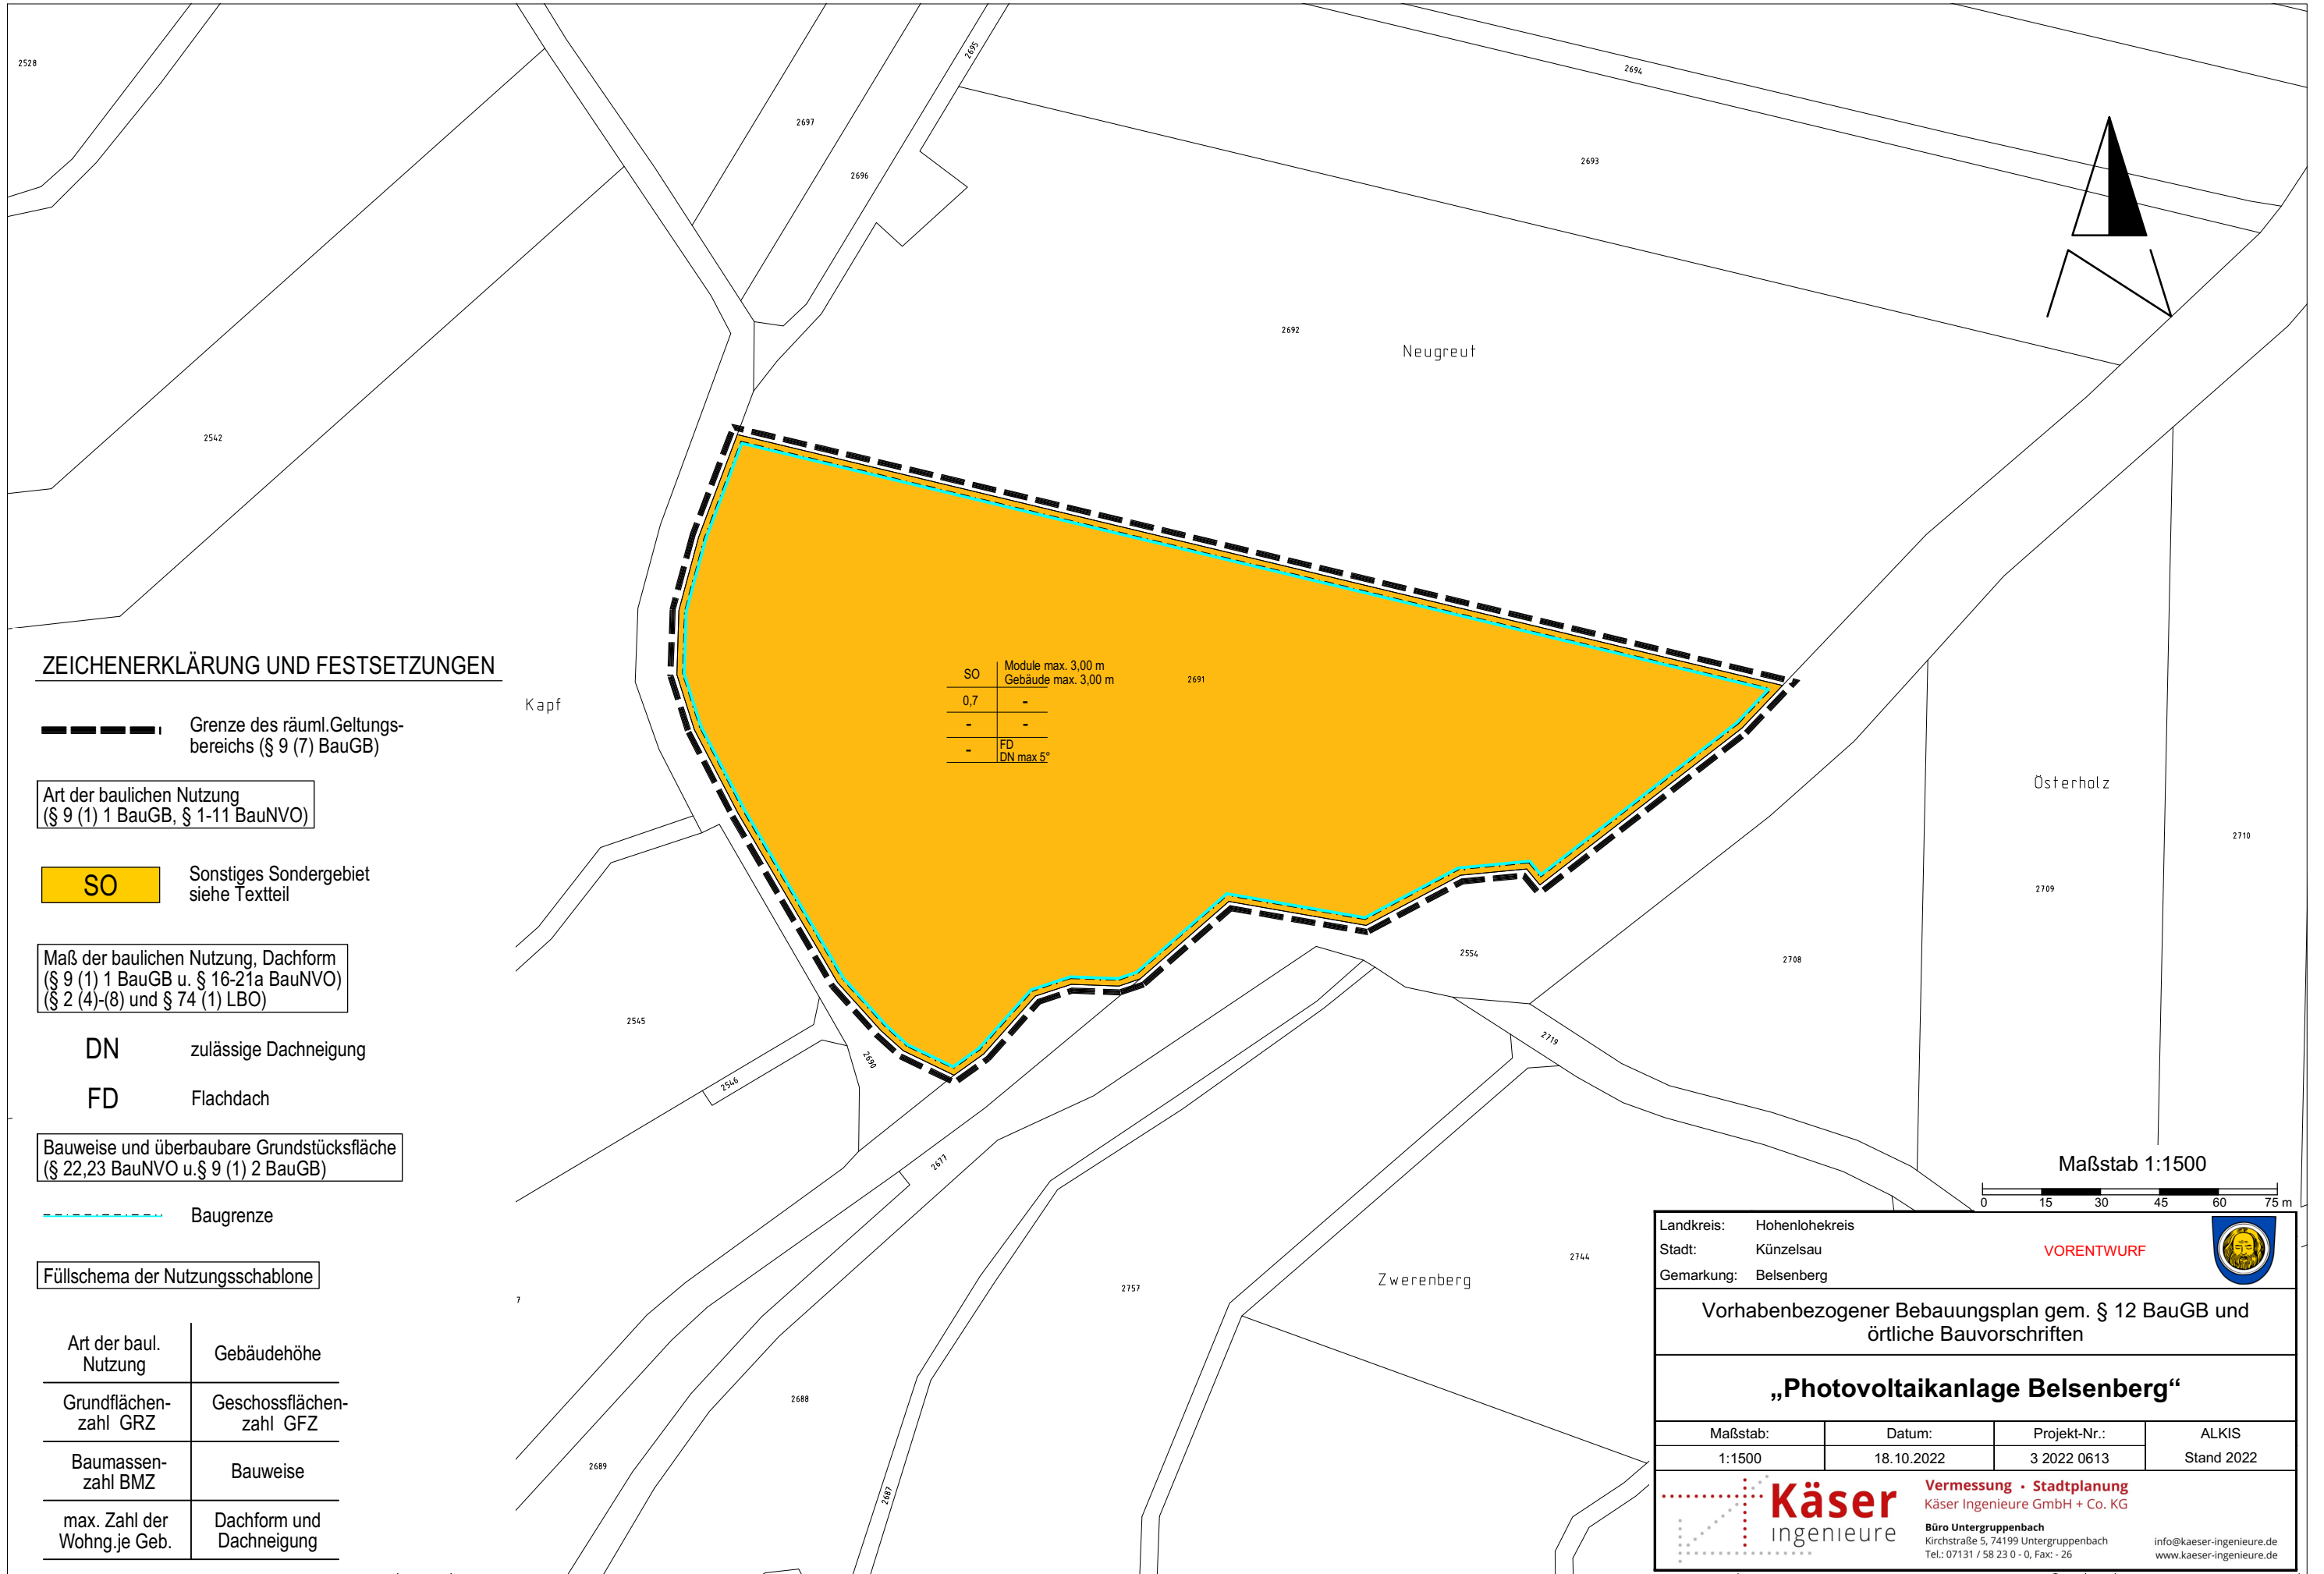 2528
2695
2694
2697
2693
2696
2692
Neugreut
2542
ZEICHENERKLÄRUNG UND FESTSETZUNGEN
Grenze des räuml.Geltungs-
bereichs (§ 9 (7) BauGB)
Art der baulichen Nutzung
(§ 9 (1) 1 BauGB, § 1-11 BauNVO)
SO
Sonstiges Sondergebiet
siehe Textteil
Maß der baulichen Nutzung, Dachform
(§ 9 (1) 1 BauGB u. § 16-21a BauNVO)
(§ 2 (4)-(8) und § 74 (1) LBO)
DN zulässige Dachneigung
FD Flachdach
Bauweise und überbaubare Grundstücksfläche
(§ 22,23 BauNVO u.§ 9 (1) 2 BauGB)
Baugrenze
Füllschema der Nutzungsschablone
Art der baul.
Nutzung
Gebäudehöhe
Grundflächen-
zahl GRZ
Geschossflächen-
zahl GFZ
Baumassen-
zahl BMZ
Bauweise
max. Zahl der
Wohng.je Geb.
Dachform und
Dachneigung
Kapf
SO
Module max. 3,00 m
Gebäude max. 3,00 m
0,7 -
- -
-
FD
DN max 5°
2691
Österholz
2710
2709
2708
2554
2719
2545
2546
2690
2677
7
2757
Zwerenberg
2744
2688
2689
2687
Maßstab 1:1500
0 15 30 45 60 75 m
Landkreis: Hohenlohekreis
Stadt: Künzelsau
Gemarkung: Belsenberg
VORENTWURF
Vorhabenbezogener Bebauungsplan gem. § 12 BauGB und
örtliche Bauvorschriften
„Photovoltaikanlage Belsenberg“
Maßstab: Datum: Projekt-Nr.: ALKIS
1:1500 18.10.2022 3 2022 0613 Stand 2022
Käser
ingenieure
Vermessung • Stadtplanung
Käser Ingenieure GmbH + Co. KG
Büro Untergruppenbach
Kirchstraße 5, 74199 Untergruppenbach
Tel.: 07131 / 58 23 0 - 0, Fax: - 26
info@kaeser-ingenieure.de
www.kaeser-ingenieure.de